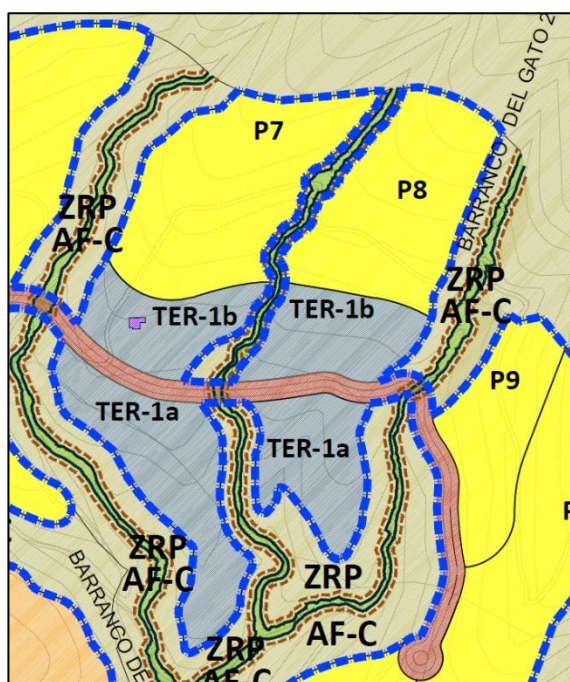 BARRANCO DEL GATO 2
P7
P8
ZRP
AF-C
ZRP
AF-C
TER-1b
TER-1b
P9
TER-1a
TER-1a
P
ZRP
AF-C
ZRP
AF-C
BARRANCO DE
ZRP
AF-C